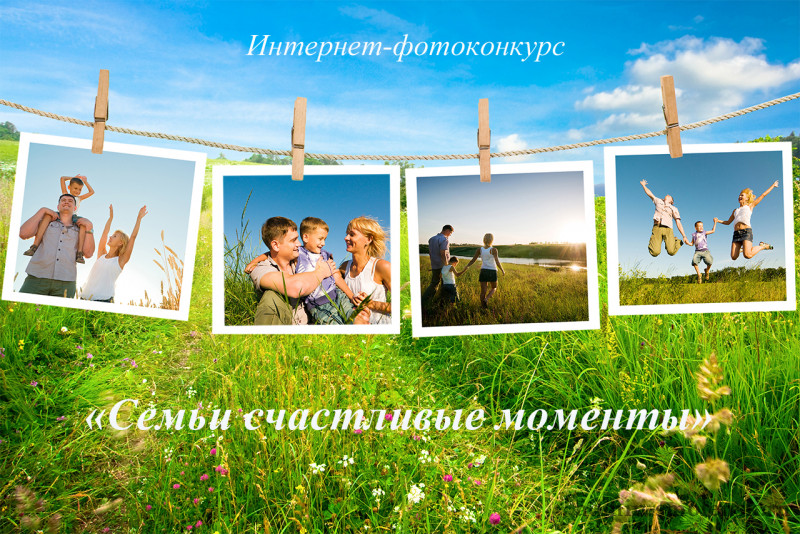 Интернет-фотоконкурс
«Семьи счастливые моменты»